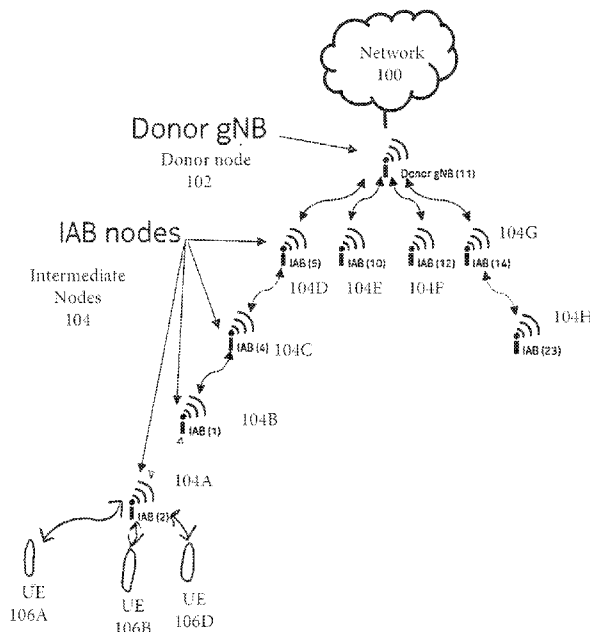 Network
100
Donor gNB
Donor node
102
Donor gNB (11)
IAB nodes
104G
IAB (9)
IAB (10)
IAB (12)
IAB (14)
Intermediate
Nodes
104
104D
104E
104F
104H
IAB (4)
104C
IAB (23)
IAB (1)
104B
104A
IAB (2)
UE
106A
UE
106B
UE
106D